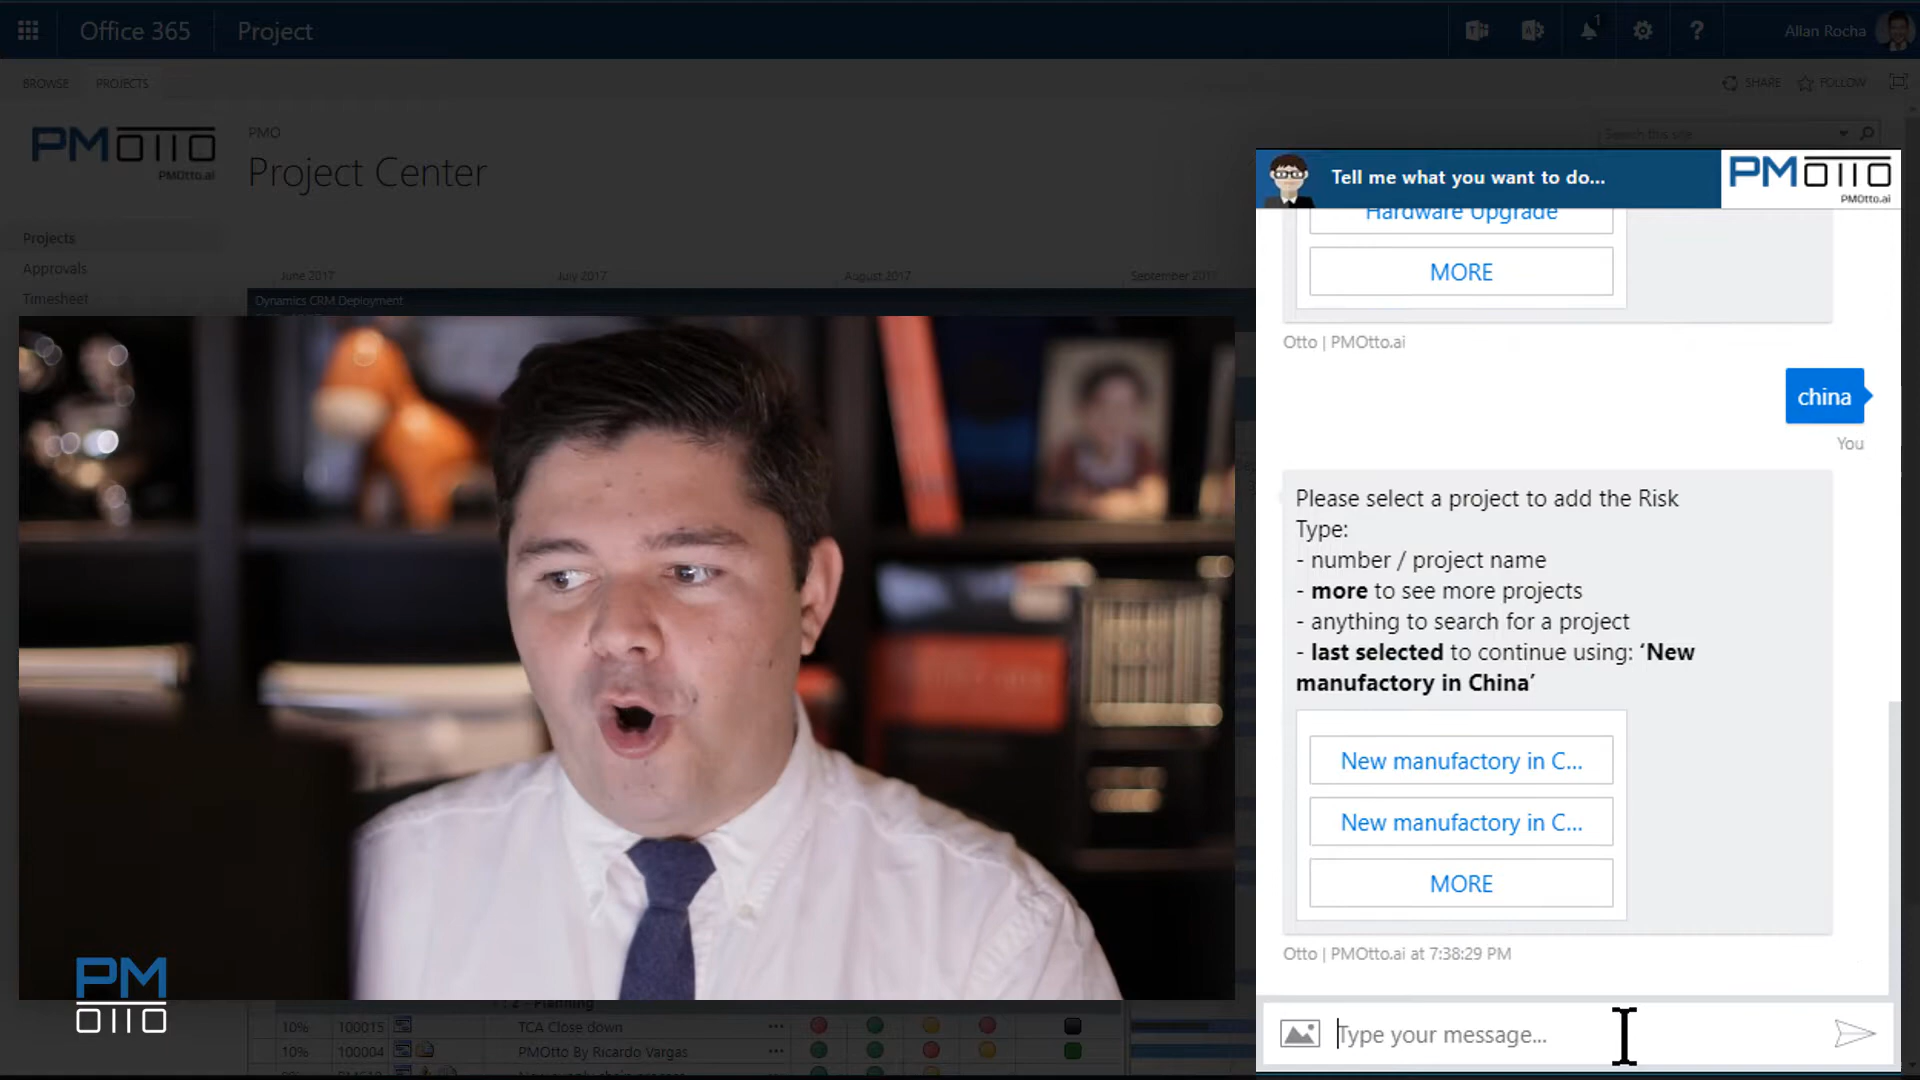 Office 365
Project
1
?
Allan Rocha
BROWSE
PROJECTS
SHARE
FOLLOW
PMOTTO
PMOtto.ai
PMO
Project Center
Search this site
Projects
Approvals
Timesheet
June 2017
July 2017
August 2017
September 2017
Dynamics CRM Deployment
Tell me what you want to do...
PMOTTO
PMOtto.ai
Hardware Upgrade
MORE
Otto | PMOtto.ai
china
You
Please select a project to add the Risk
Type:
- number / project name
- more to see more projects
- anything to search for a project
- last selected to continue using: ‘New
manufactory in China’
New manufactory in C...
New manufactory in C...
MORE
Otto | PMOtto.ai at 7:38:29 PM
Type your message...
PM
OTTO
10% 100015 TCA Close down ...
10% 100004 PMOtto By Ricardo Vargas ...